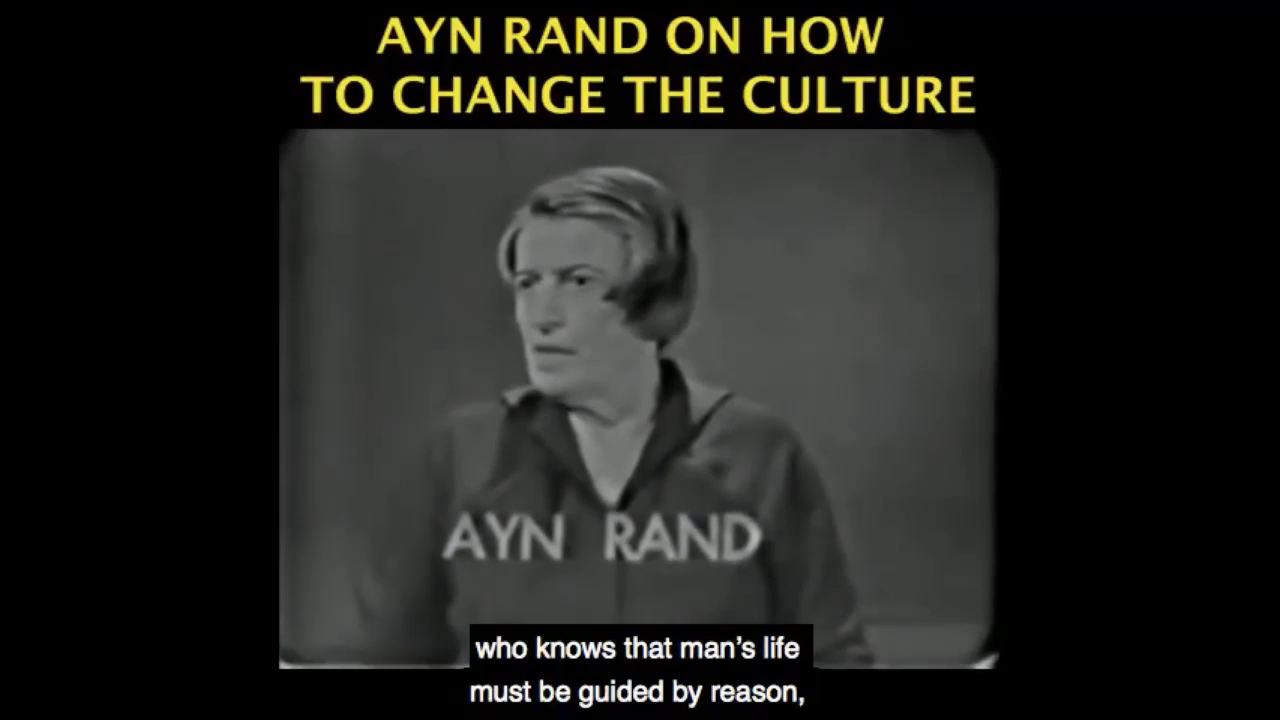 AYN RAND ON HOW
TO CHANGE THE CULTURE
AYN RAND
who knows that man's life
must be guided by reason,